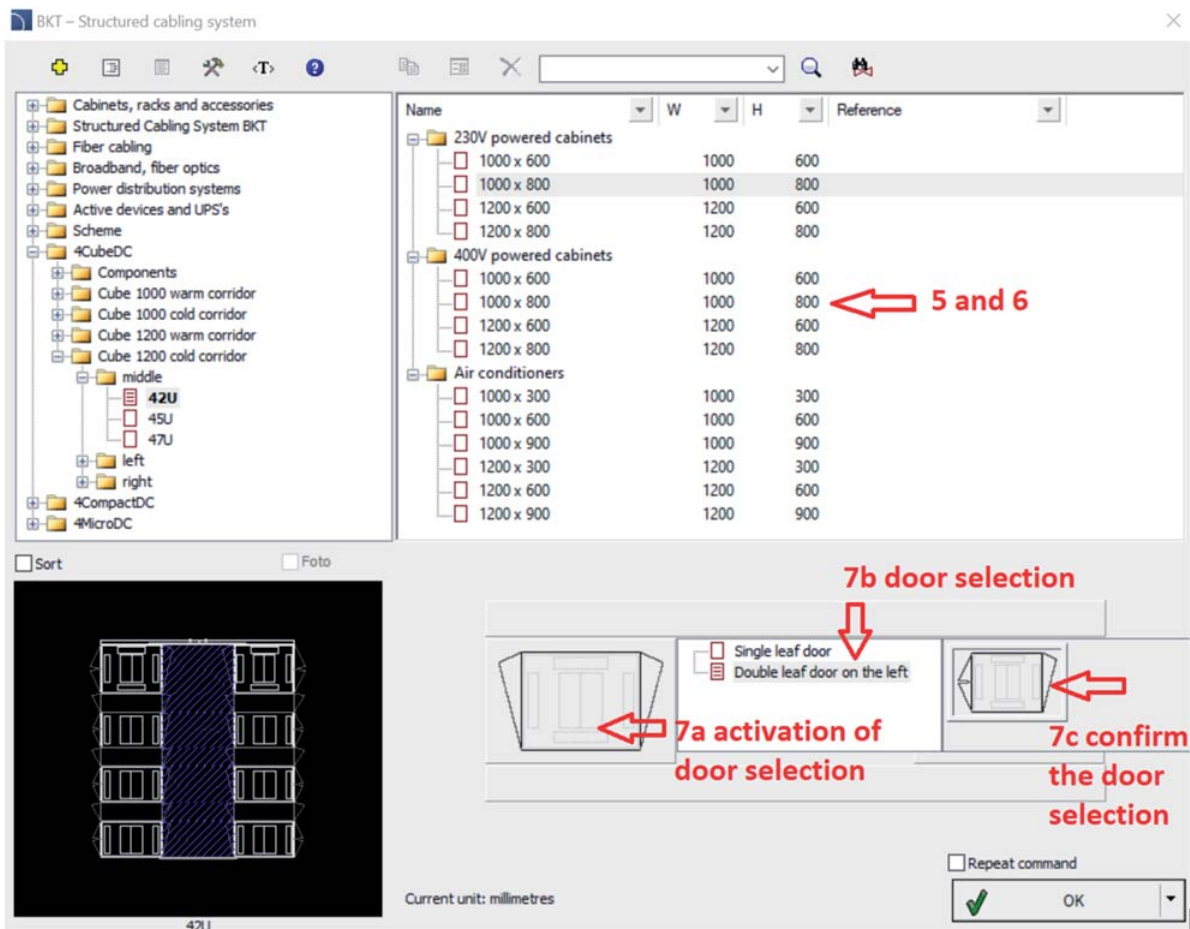 BKT – Structured cabling system
<T>
?
Cabinets, racks and accessories
Structured Cabling System BKT
Fiber cabling
Broadband, fiber optics
Power distribution systems
Active devices and UPS's
Scheme
4CubeDC
Components
Cube 1000 warm corridor
Cube 1000 cold corridor
Cube 1200 warm corridor
Cube 1200 cold corridor
middle
42U
45U
47U
left
right
4CompactDC
4MicroDC
Name W H Reference
230V powered cabinets
1000 x 600 1000 600
1000 x 800 1000 800
1200 x 600 1200 600
1200 x 800 1200 800
400V powered cabinets
1000 x 600 1000 600
1000 x 800 1000 800
1200 x 600 1200 600
1200 x 800 1200 800
5 and 6
Air conditioners
1000 x 300 1000 300
1000 x 600 1000 600
1000 x 900 1000 900
1200 x 300 1200 300
1200 x 600 1200 600
1200 x 900 1200 900
Sort
Foto
42U
7b door selection
Single leaf door
Double leaf door on the left
7a activation of
door selection
7c confirm
the door
selection
Repeat command
Current unit: millimetres
OK